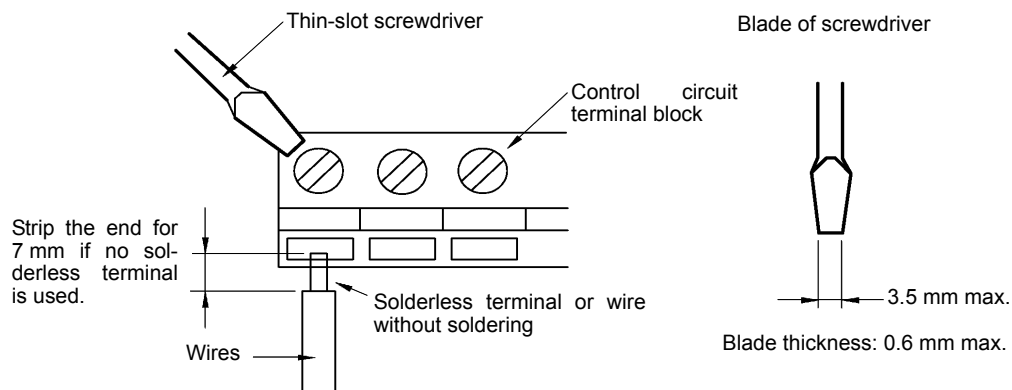 Thin-slot screwdriver
Blade of screwdriver
Control circuit
terminal block
Strip the end for
7 mm if no sol-
derless terminal
is used.
Solderless terminal or wire
without soldering
Wires
3.5 mm max.
Blade thickness: 0.6 mm max.